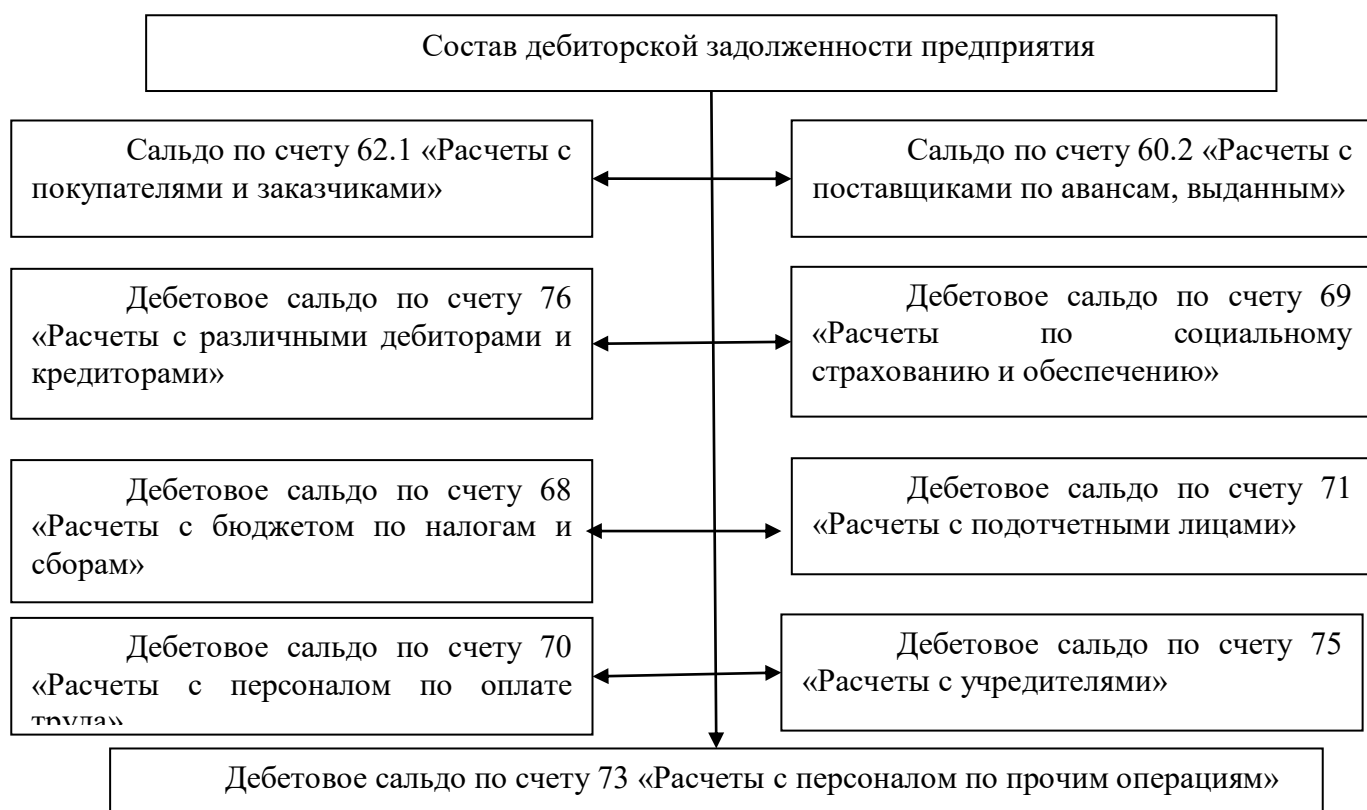 Состав дебиторской задолженности предприятия
Сальдо по счету 62.1 «Расчеты с
покупателями и заказчиками»
Сальдо по счету 60.2 «Расчеты с
поставщиками по авансам, выданным»
Дебетовое сальдо по счету 76
«Расчеты с различными дебиторами и
кредиторами»
Дебетовое сальдо по счету 69
«Расчеты по социальному
страхованию и обеспечению»
Дебетовое сальдо по счету 68
«Расчеты с бюджетом по налогам и
сборам»
Дебетовое сальдо по счету 71
«Расчеты с подотчетными лицами»
Дебетовое сальдо по счету 70
«Расчеты с персоналом по оплате
труда»
Дебетовое сальдо по счету 75
«Расчеты с учредителями»
Дебетовое сальдо по счету 73 «Расчеты с персоналом по прочим операциям»